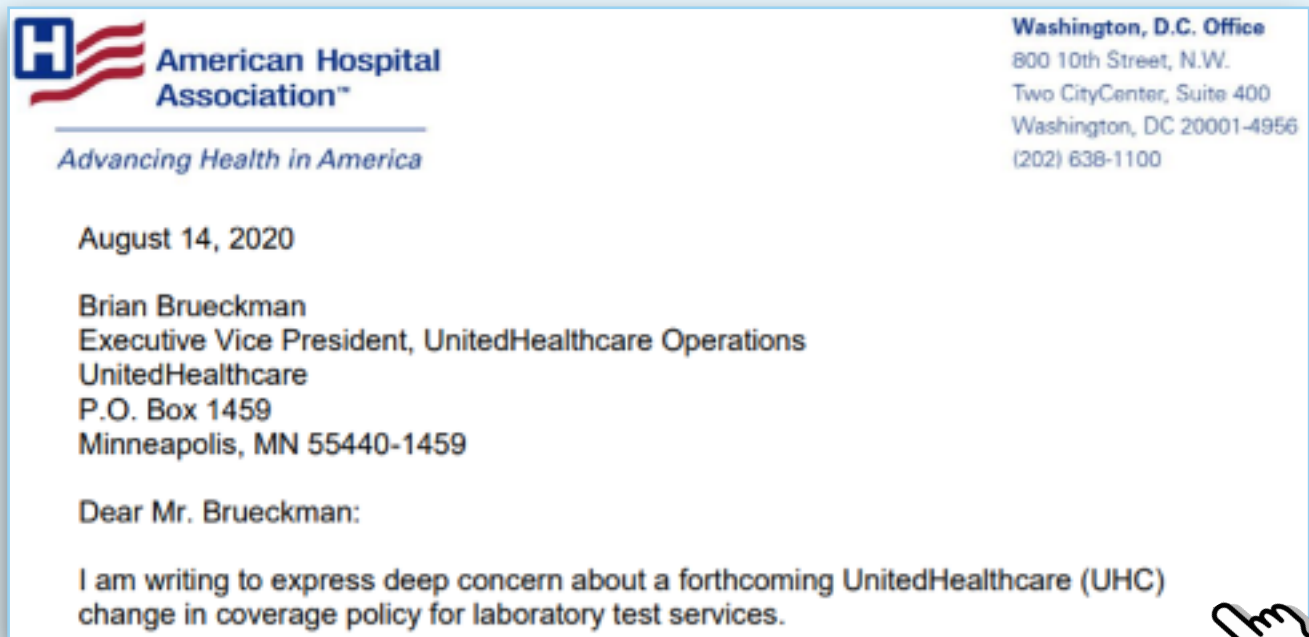 H
American Hospital
Association™
Advancing Health in America
Washington, D.C. Office
800 10th Street, N.W.
Two CityCenter, Suite 400
Washington, DC 20001-4956
(202) 638-1100
August 14, 2020
Brian Brueckman
Executive Vice President, UnitedHealthcare Operations
UnitedHealthcare
P.O. Box 1459
Minneapolis, MN 55440-1459
Dear Mr. Brueckman:
I am writing to express deep concern about a forthcoming UnitedHealthcare (UHC)
change in coverage policy for laboratory test services.